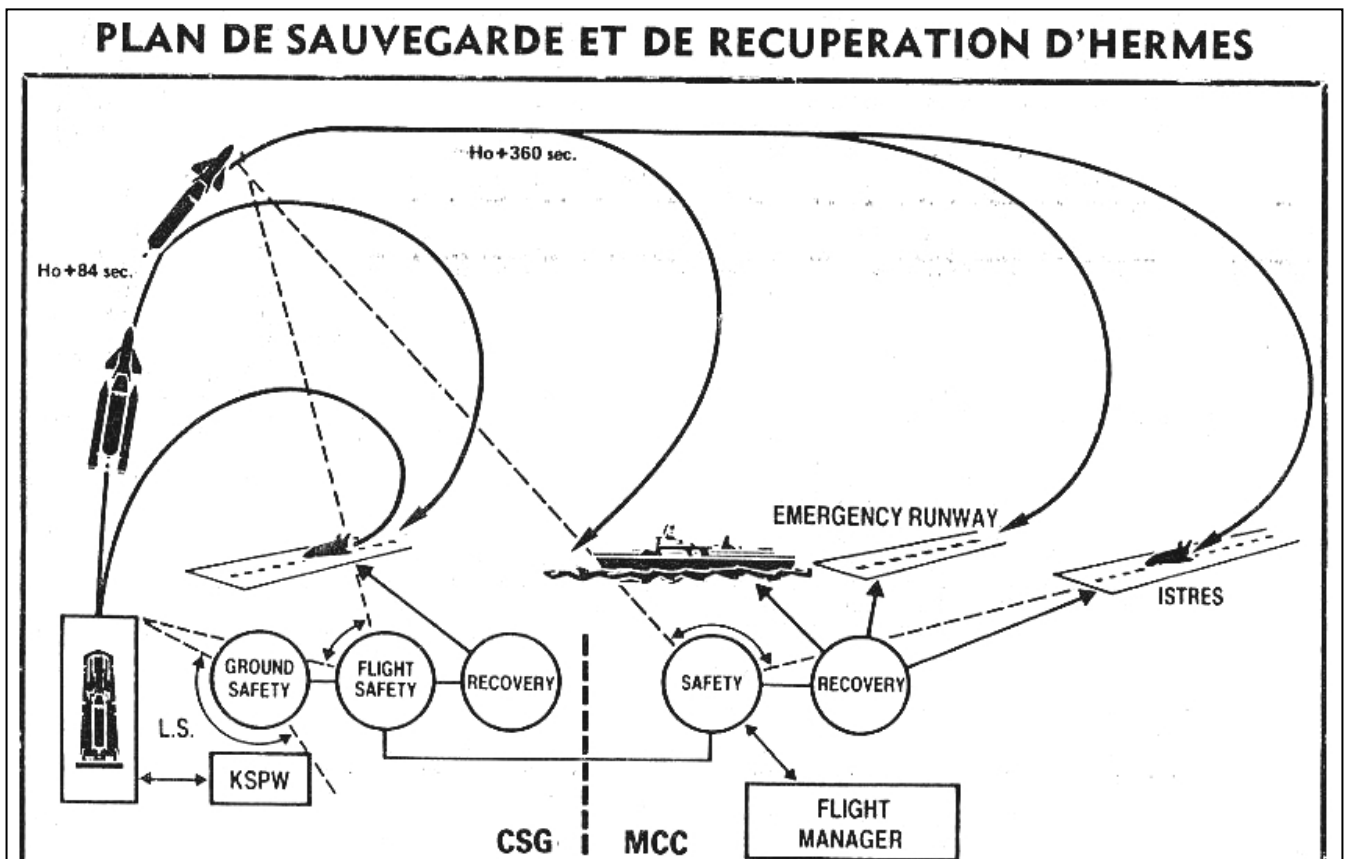 PLAN DE SAUVEGARDE ET DE RECUPERATION D'HERMES
Ho+360 sec.
Ho+84 sec.
EMERGENCY RUNWAY
ISTRES
GROUND
SAFETY
FLIGHT
SAFETY
RECOVERY
SAFETY
RECOVERY
L.S.
KSPW
FLIGHT
MANAGER
CSG
MCC